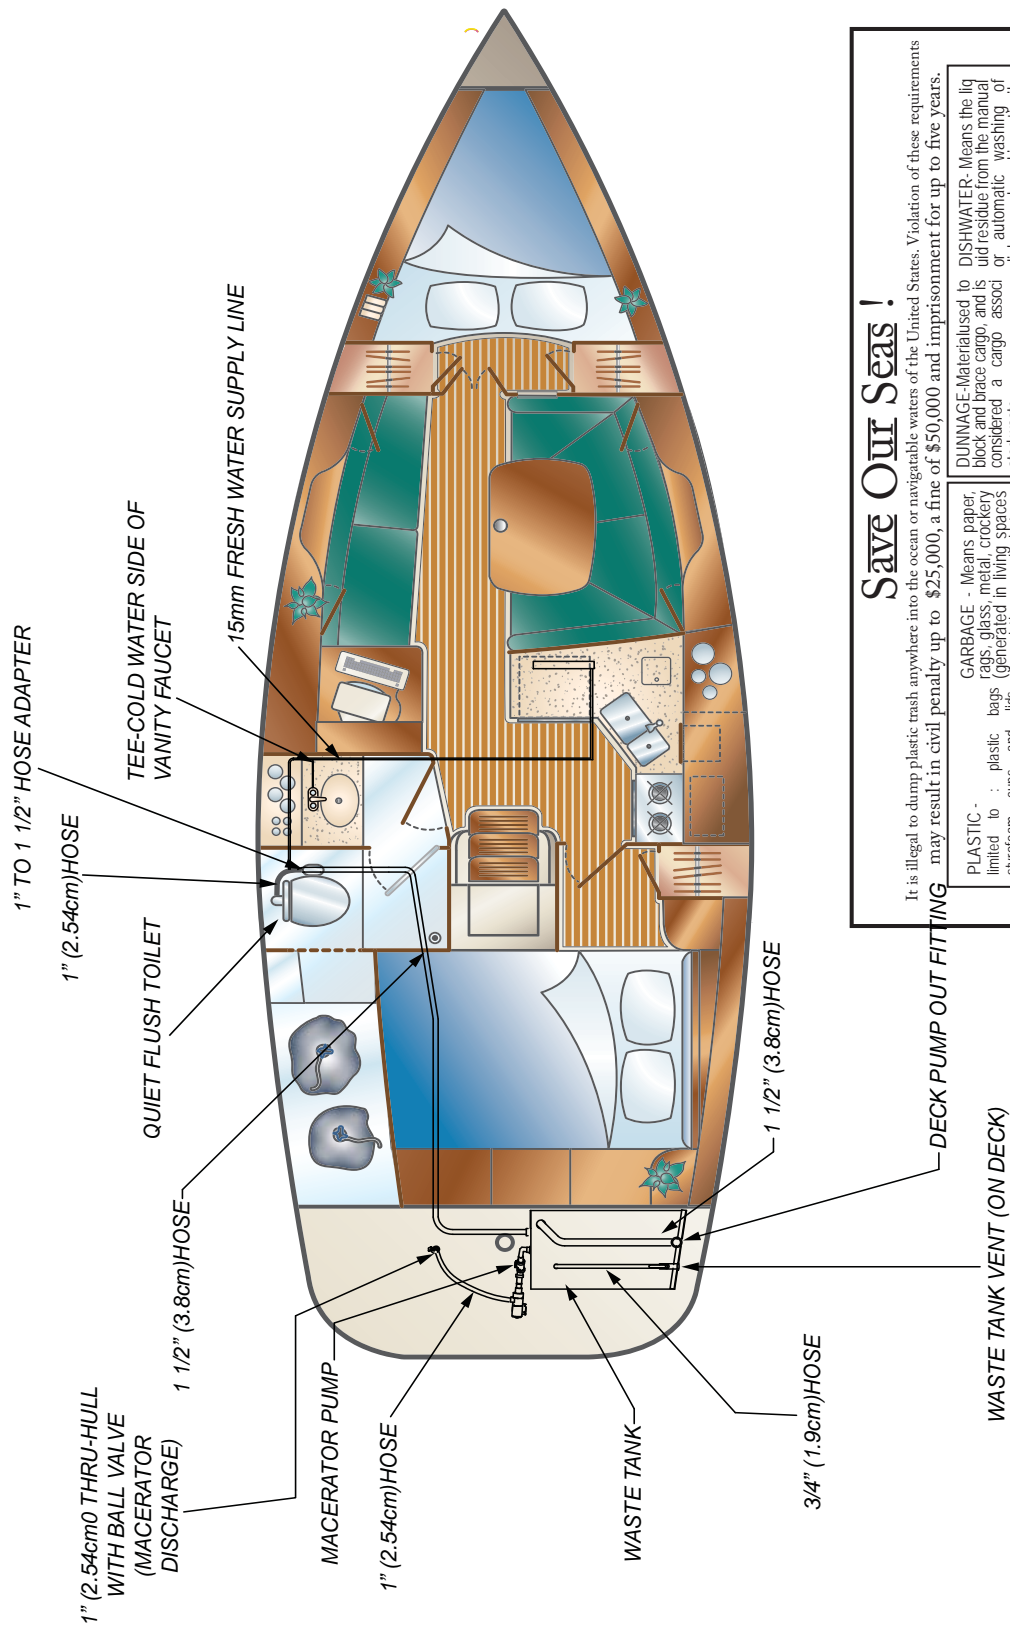 1” (2.54cm0 THRU-HULL
WITH BALL VALVE
(MACERATOR
DISCHARGE)
1 1/2” (3.8cm)HOSE
QUIET FLUSH TOILET
1” (2.54cm)HOSE
1” TO 1 1/2” HOSE ADAPTER
TEE-COLD WATER SIDE OF
VANITY FAUCET
15mm FRESH WATER SUPPLY LINE
MACERATOR PUMP
1” (2.54cm)HOSE
WASTE TANK
3/4” (1.9cm)HOSE
1 1/2” (3.8cm)HOSE
DECK PUMP OUT FITTING
WASTE TANK VENT (ON DECK)
Save Our Seas !
It is illegal to dump plastic trash anywhere into the ocean or navigatable waters of the United States. Violation of these requirements
may result in civil penalty up to $25,000, a fine of $50,000 and imprisonment for up to five years.
PLASTIC -
limited to : plastic bags
GARBAGE - Means paper,
rags, glass, metal, crockery
(generated in living spaces
DUNNAGE-Materialused to
block and brace cargo, and is
considered a cargo associ
DISHWATER- Means the liq
uid residue from the manual
or automatic washing of